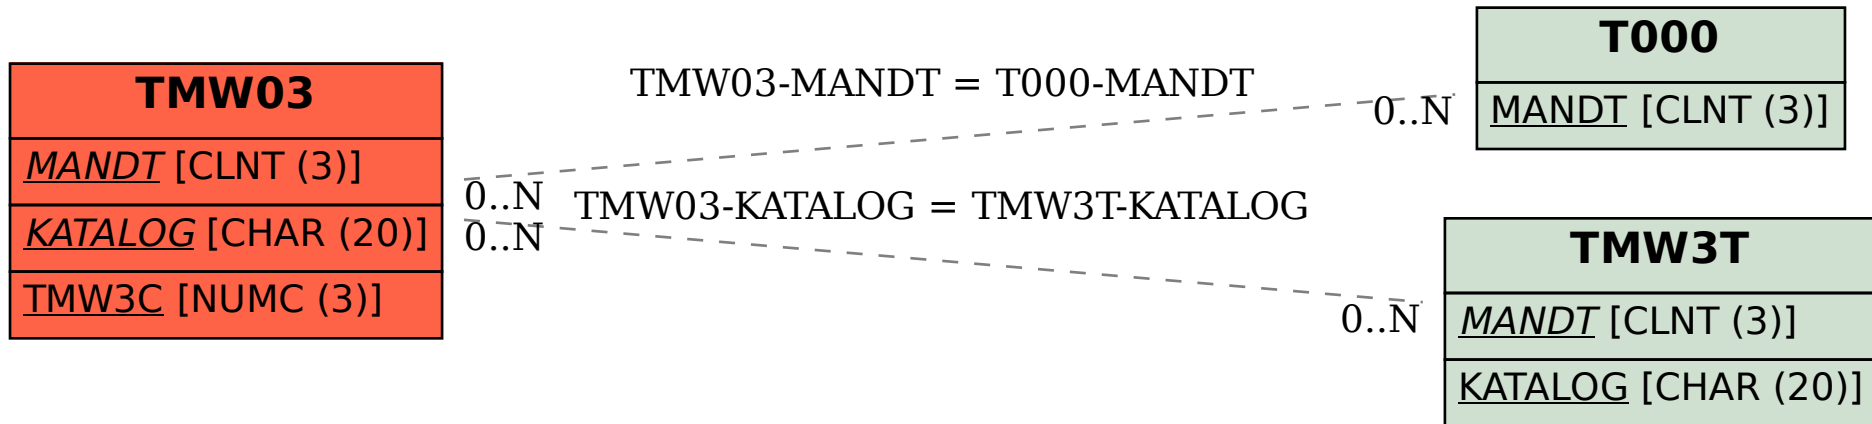 TMW03
MANDT [CLNT (3)]
KATALOG [CHAR (20)]
TMW3C [NUMC (3)]
TMW03-MANDT = T000-MANDT
0..N
0..N
TMW03-KATALOG = TMW3T-KATALOG
0..N
0..N
T000
MANDT [CLNT (3)]
TMW3T
MANDT [CLNT (3)]
KATALOG [CHAR (20)]